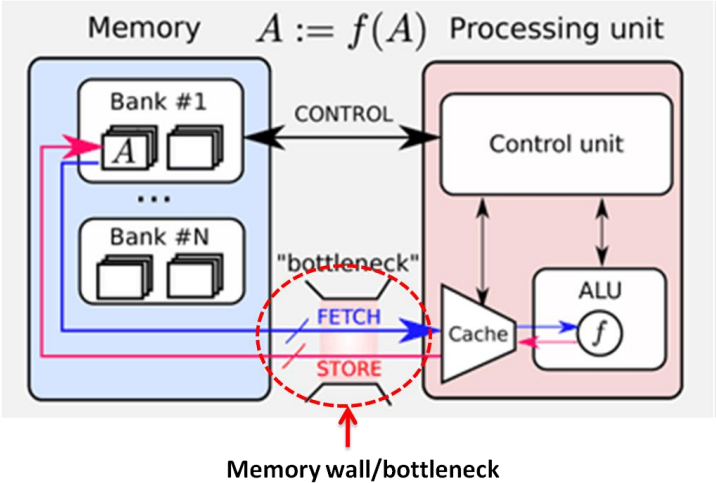 Memory
A := f(A)
Processing unit
Bank #1
A
...
Bank #N
CONTROL
Control unit
"bottleneck"
FETCH
STORE
Cache
ALU
f
Memory wall/bottleneck